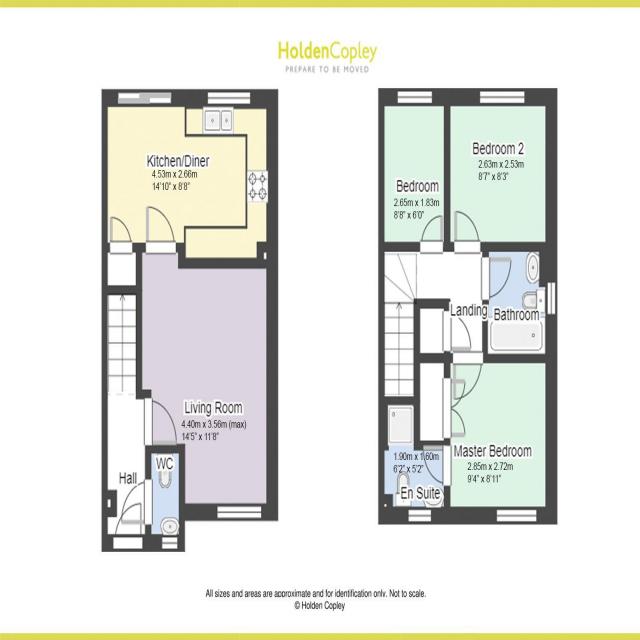 HoldenCopley
PREPARE TO BE MOVED
Kitchen/Diner
4.53m x 2.66m
14'10" x 8'8"
Living Room
4.40m x 3.56m (max)
14'5" x 11'8"
WC
Hall
Bedroom 2
2.63m x 2.53m
8'7" x 8'3"
Bedroom
2.65m x 1.83m
8'8" x 6'0"
Landing
Bathroom
Master Bedroom
2.85m x 2.72m
9'4" x 8'11"
1.90m x 1.60m
6'2" x 5'2"
En Suite
All sizes and areas are approximate and for identification only. Not to scale.
© Holden Copley